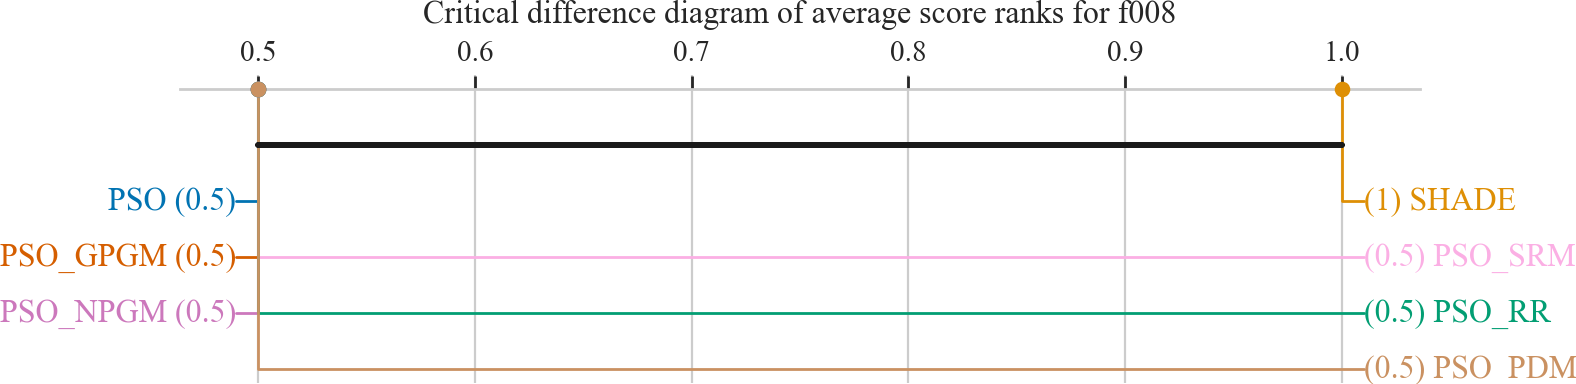 Critical difference diagram of average score ranks for f008
0.5 0.6 0.7 0.8 0.9 1.0
PSO (0.5) (1) SHADE
PSO_GPGM (0.5) (0.5) PSO_SRM
PSO_NPGM (0.5) (0.5) PSO_RR
(0.5) PSO_PDM